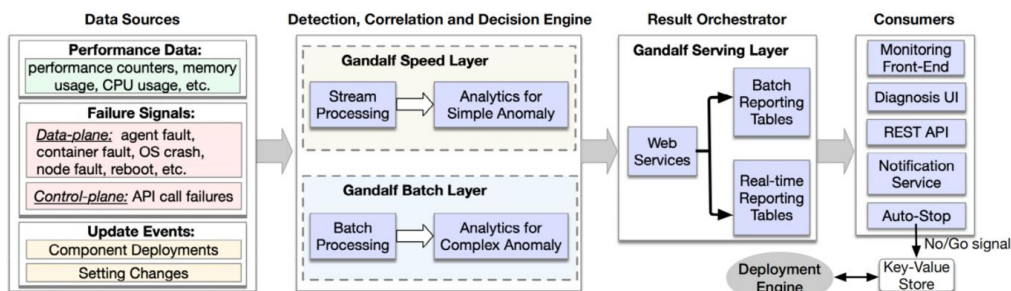 Data Sources
Performance Data:
performance counters, memory
usage, CPU usage, etc.
Failure Signals:
Data-plane: agent fault,
container fault, OS crash,
node fault, reboot, etc.
Control-plane: API call failures
Update Events:
Component Deployments
Setting Changes
Detection, Correlation and Decision Engine
Gandalf Speed Layer
Stream
Processing
Analytics for
Simple Anomaly
Gandalf Batch Layer
Batch
Processing
Analytics for
Complex Anomaly
Result Orchestrator
Gandalf Serving Layer
Web
Services
Batch
Reporting
Tables
Real-time
Reporting
Tables
Consumers
Monitoring
Front-End
Diagnosis UI
REST API
Notification
Service
Auto-Stop
No/Go signal
Deployment
Engine
Key-Value
Store